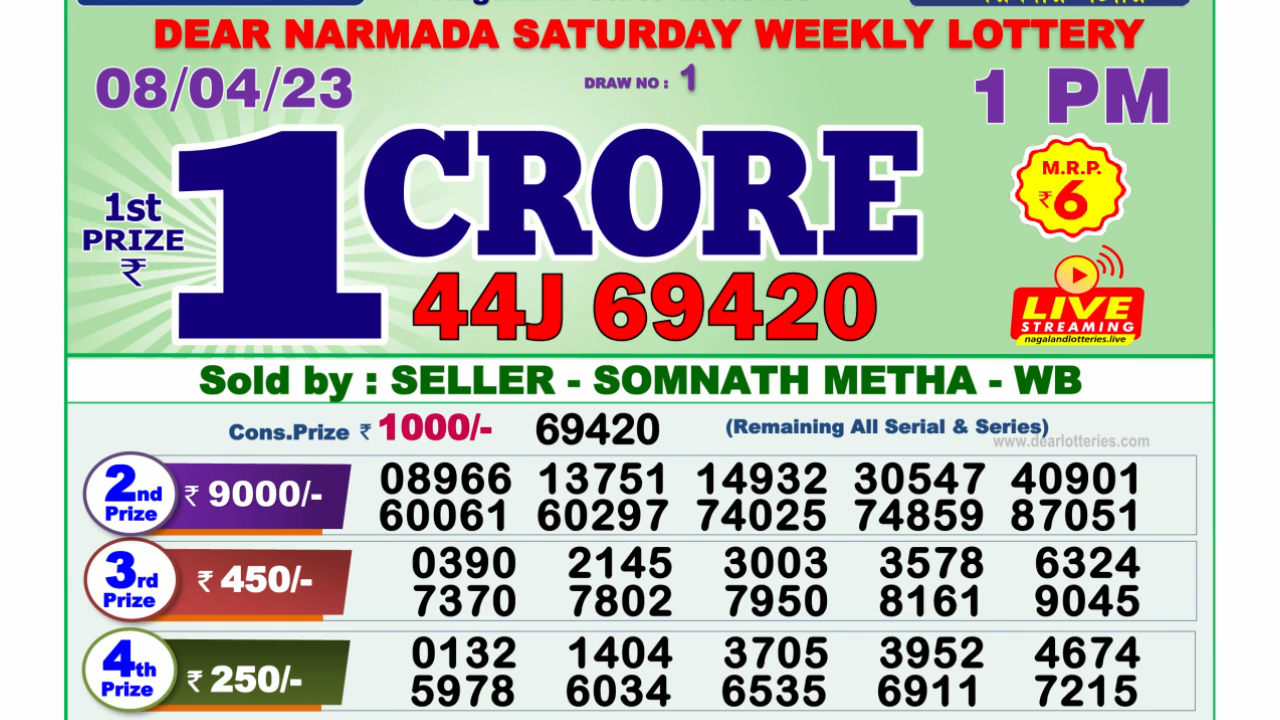 Nagaland State Lotteries
DEAR NARMADA SATURDAY WEEKLY LOTTERY
08/04/23
DRAW NO : 1
1 PM
1st
PRIZE
₹
1 CRORE
44J 69420
M.R.P.
₹6
LIVE
STREAMING
nagalandlotteries.live
Sold by : SELLER - SOMNATH METHA - WB
Cons.Prize ₹ 1000/- 69420 (Remaining All Serial & Series)
www.dearlotteries.com
2nd Prize ₹ 9000/-
08966 13751 14932 30547 40901
60061 60297 74025 74859 87051
3rd Prize ₹ 450/-
0390 2145 3003 3578 6324
7370 7802 7950 8161 9045
4th Prize ₹ 250/-
0132 1404 3705 3952 4674
5978 6034 6535 6911 7215